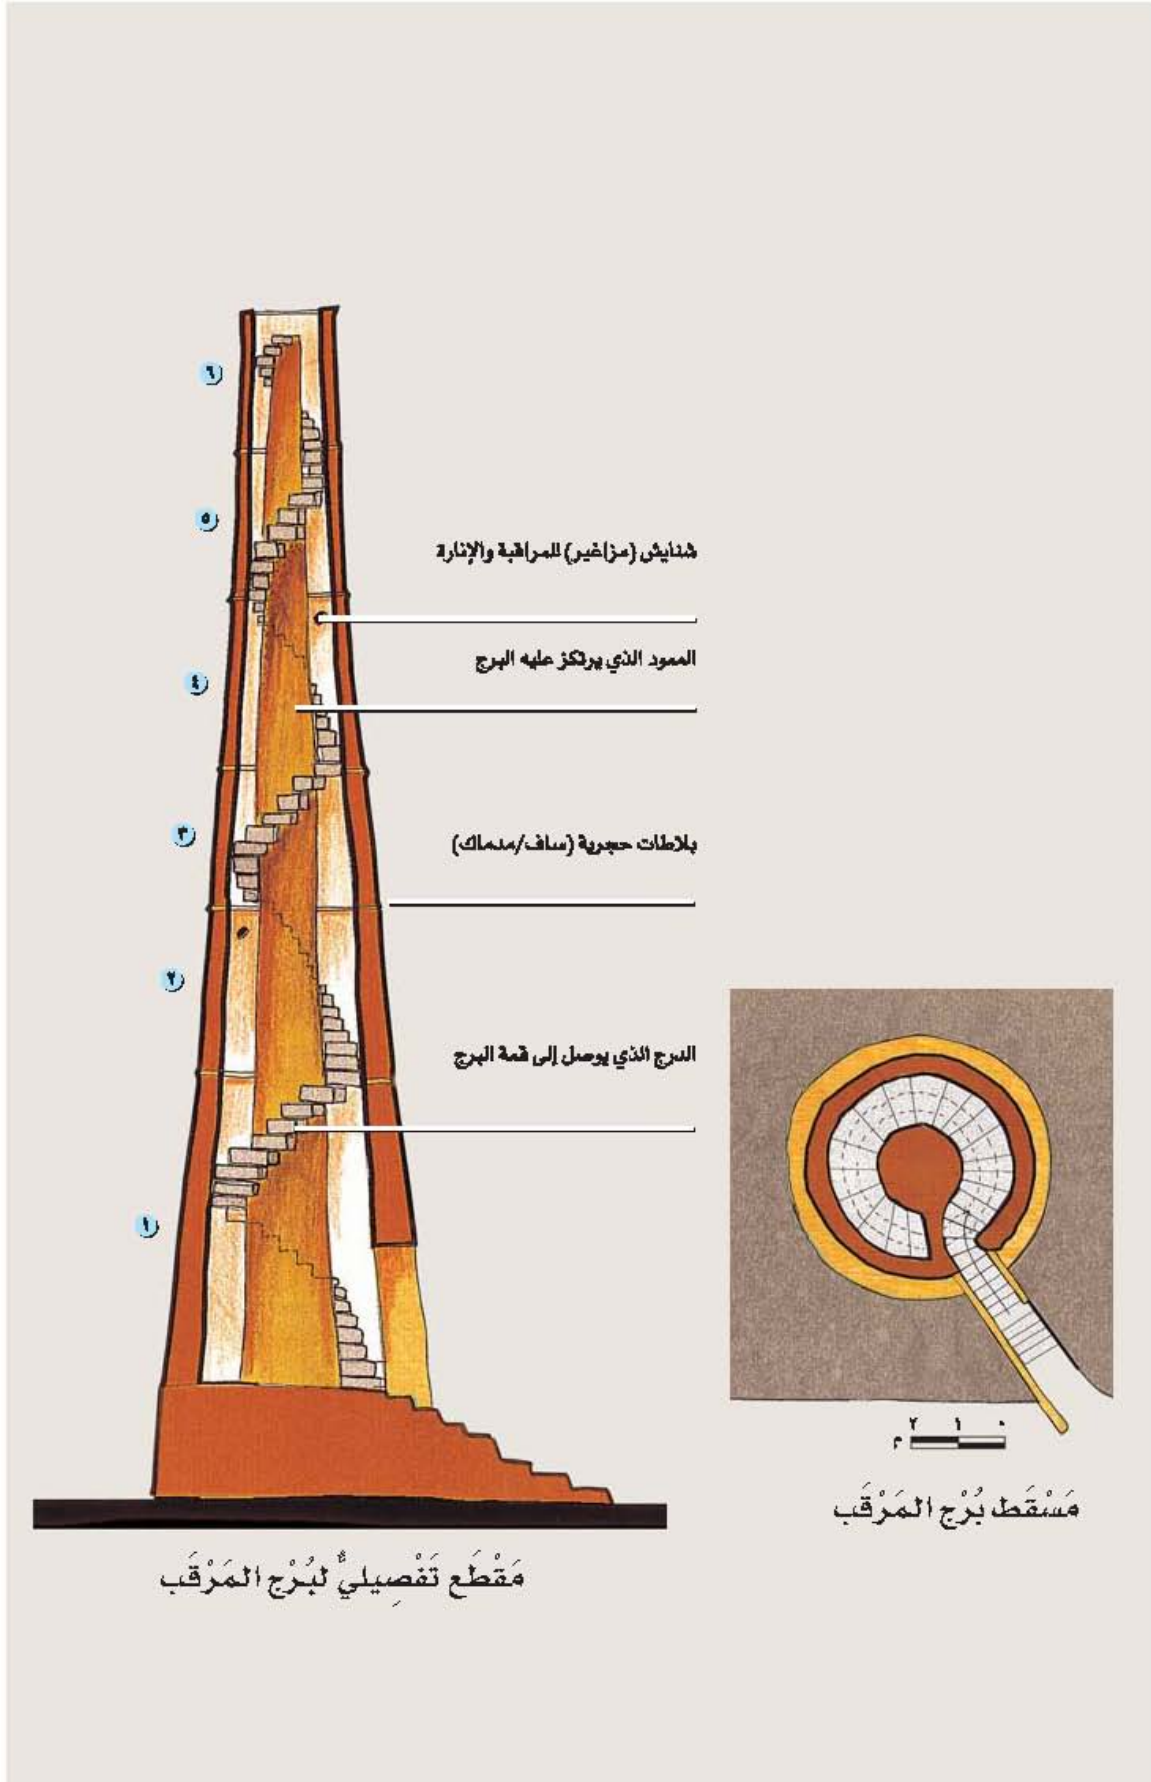 ٦
٥
شنايش (مزاغير) للمراقبة والإنارة
العمود الذي يرتكز عليه البرج
٤
بلاطات حجرية (ساف/مدماك)
٣
٢
الدرج الذي يوصل إلى قمة البرج
١
٢ ١ ٠
م
مَسْقَط بُرْج المَرْقَب
مَقْطَع تَفْصِيليٌّ لبُرْج المَرْقَب